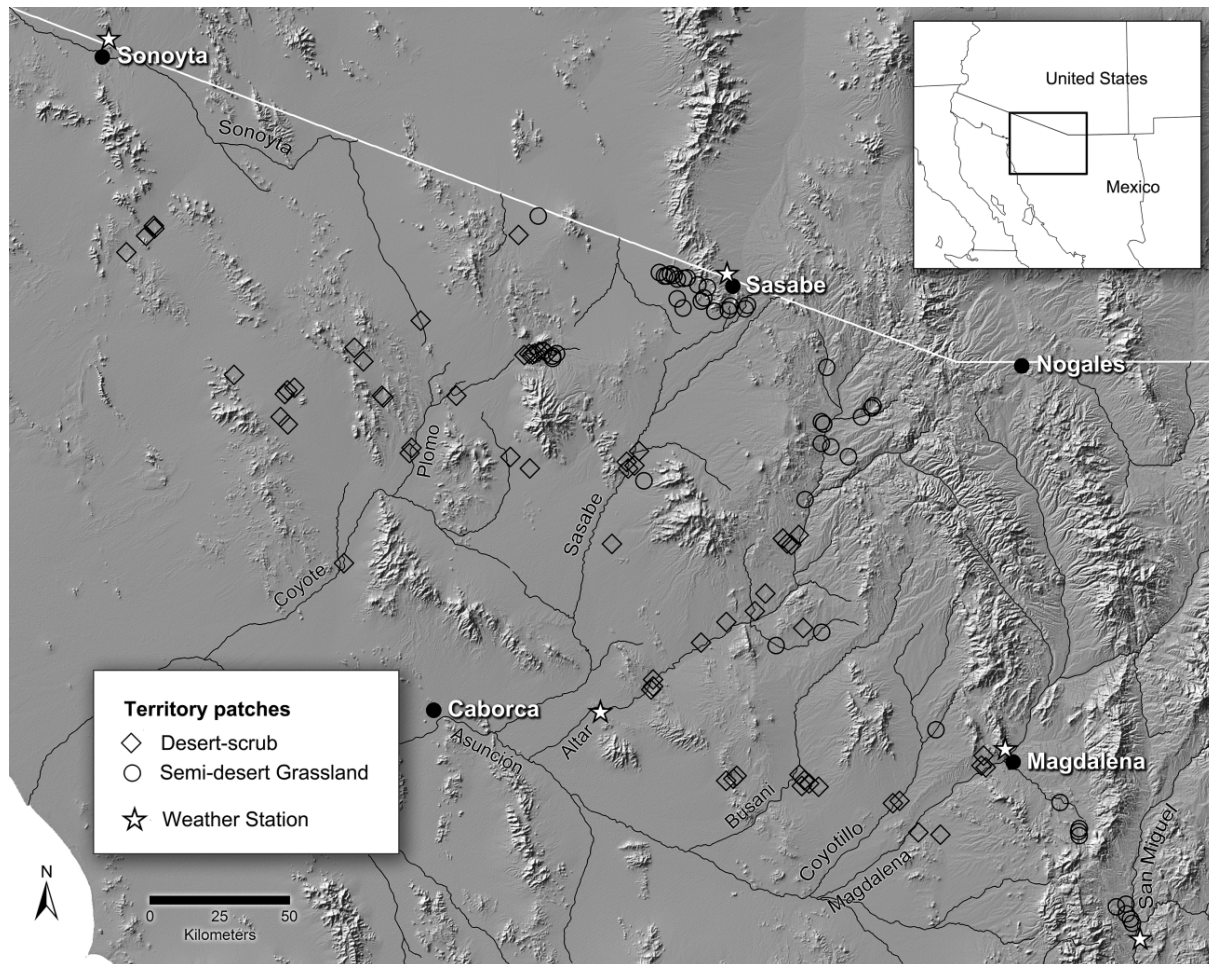 Sonoyta
Sonoyta
United States
Mexico
Sasabe
Nogales
Plomo
Sasabe
Coyote
Territory patches
Desert-scrub
Semi-desert Grassland
Weather Station
Caborca
Altar
Asunción
Magdalena
Busani
Coyotillo
Magdalena
San Miguel
N
0 25 50
Kilometers